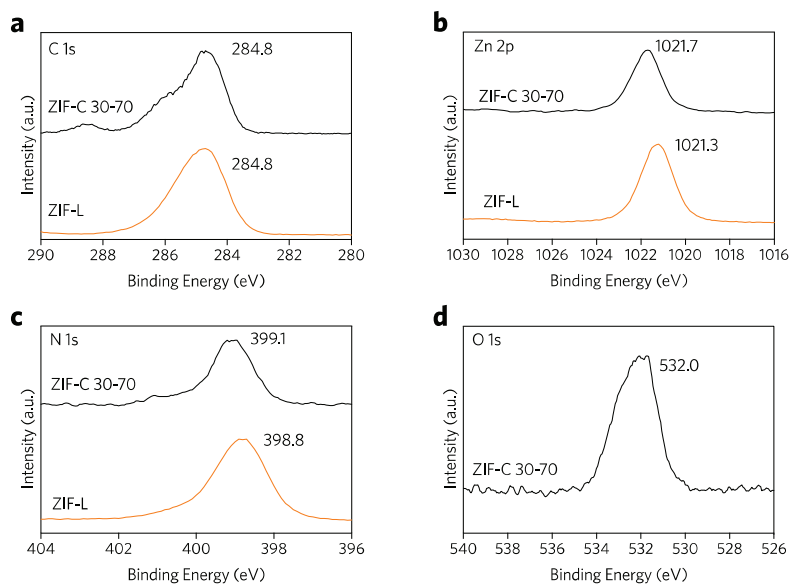 a
C 1s
284.8
ZIF-C 30-70
284.8
ZIF-L
Intensity (a.u.)
290 288 286 284 282 280
Binding Energy (eV)
b
Zn 2p
1021.7
ZIF-C 30-70
1021.3
ZIF-L
Intensity (a.u.)
1030 1028 1026 1024 1022 1020 1018 1016
Binding Energy (eV)
c
N 1s
399.1
ZIF-C 30-70
398.8
ZIF-L
Intensity (a.u.)
404 402 400 398 396
Binding Energy (eV)
d
O 1s
532.0
ZIF-C 30-70
Intensity (a.u.)
540 538 536 534 532 530 528 526
Binding Energy (eV)